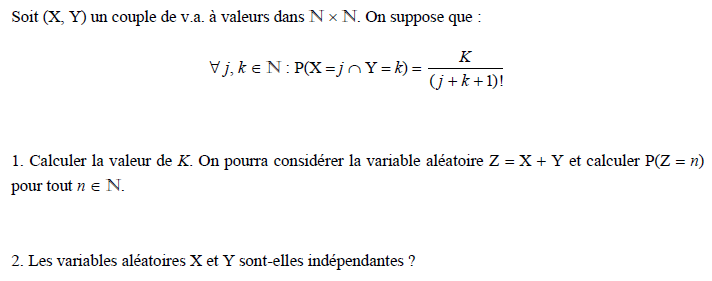 Soit (X, Y) un couple de v.a. à valeurs dans N × N. On suppose que :
∀ j, k ∈ N : P(X = j ∩ Y = k) = K / (j + k + 1)!
1. Calculer la valeur de K. On pourra considérer la variable aléatoire Z = X + Y et calculer P(Z = n)
pour tout n ∈ N.
2. Les variables aléatoires X et Y sont-elles indépendantes ?